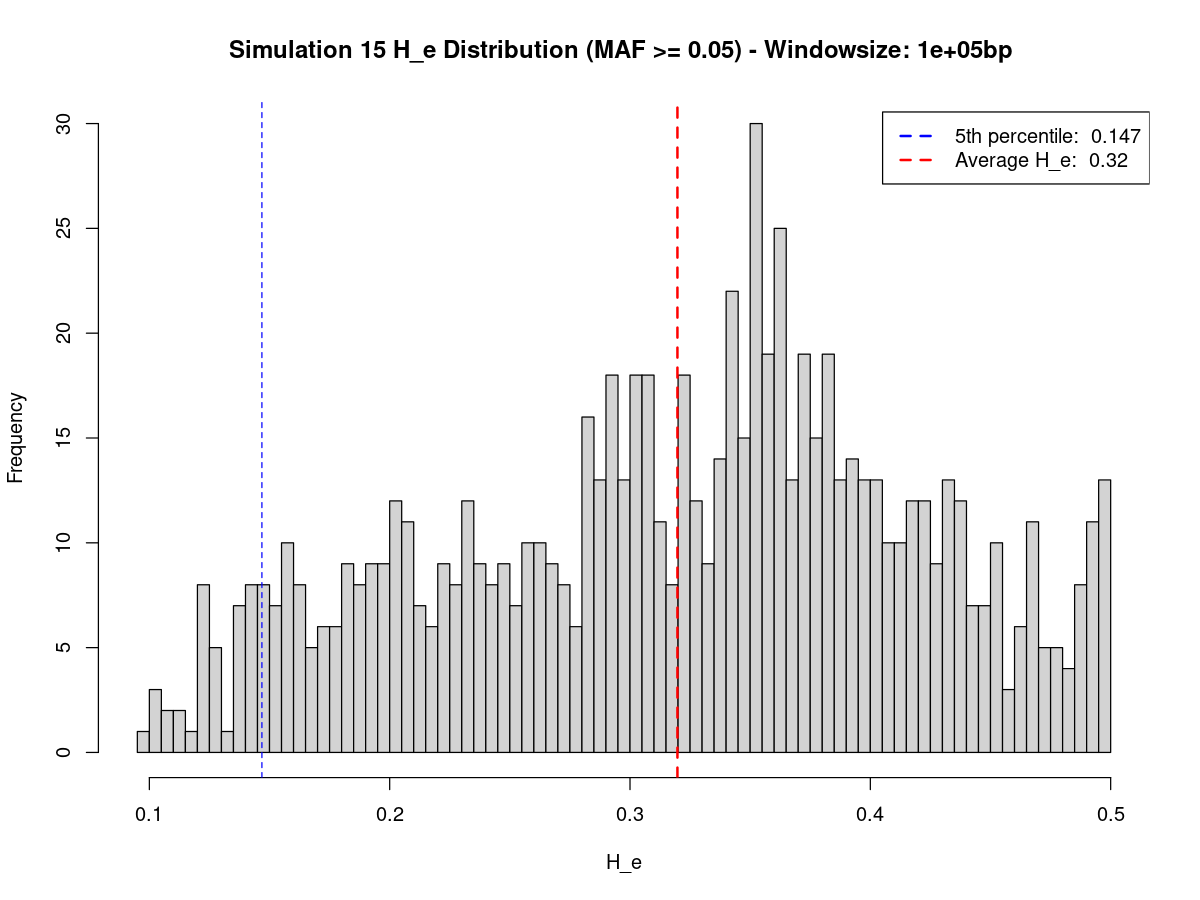 Simulation 15 H_e Distribution (MAF >= 0.05) - Windowsize: 1e+05bp
5th percentile:  0.147
Average H_e:  0.32
Frequency
30
25
20
15
10
5
0
0.1 0.2 0.3 0.4 0.5
H_e